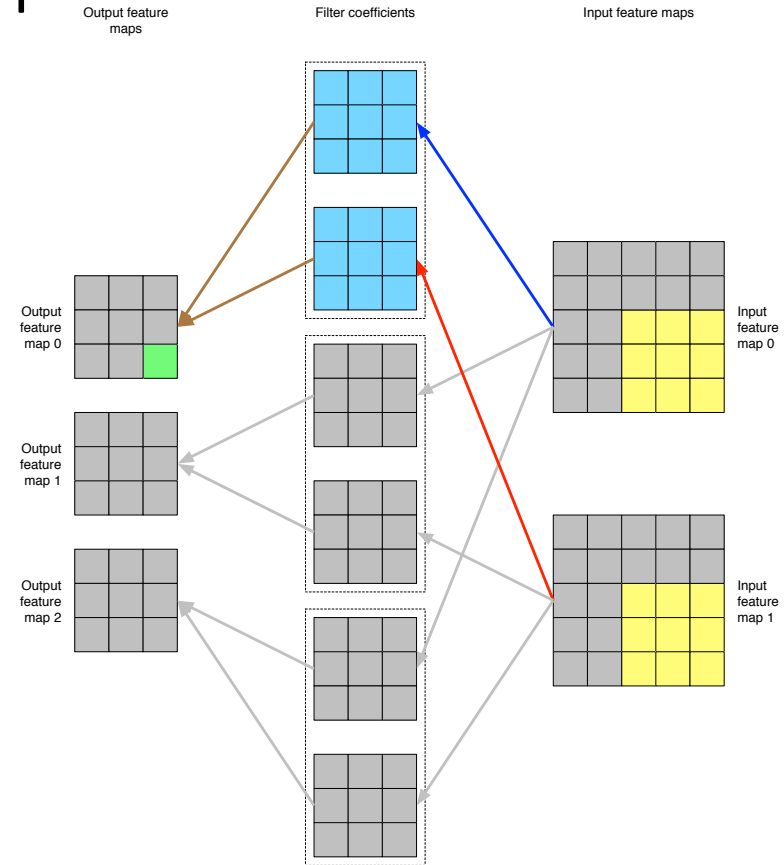 Output feature
maps
Filter coefficients
Input feature maps
Output
feature
map 0
Input
feature
map 0
Output
feature
map 1
Output
feature
map 2
Input
feature
map 1